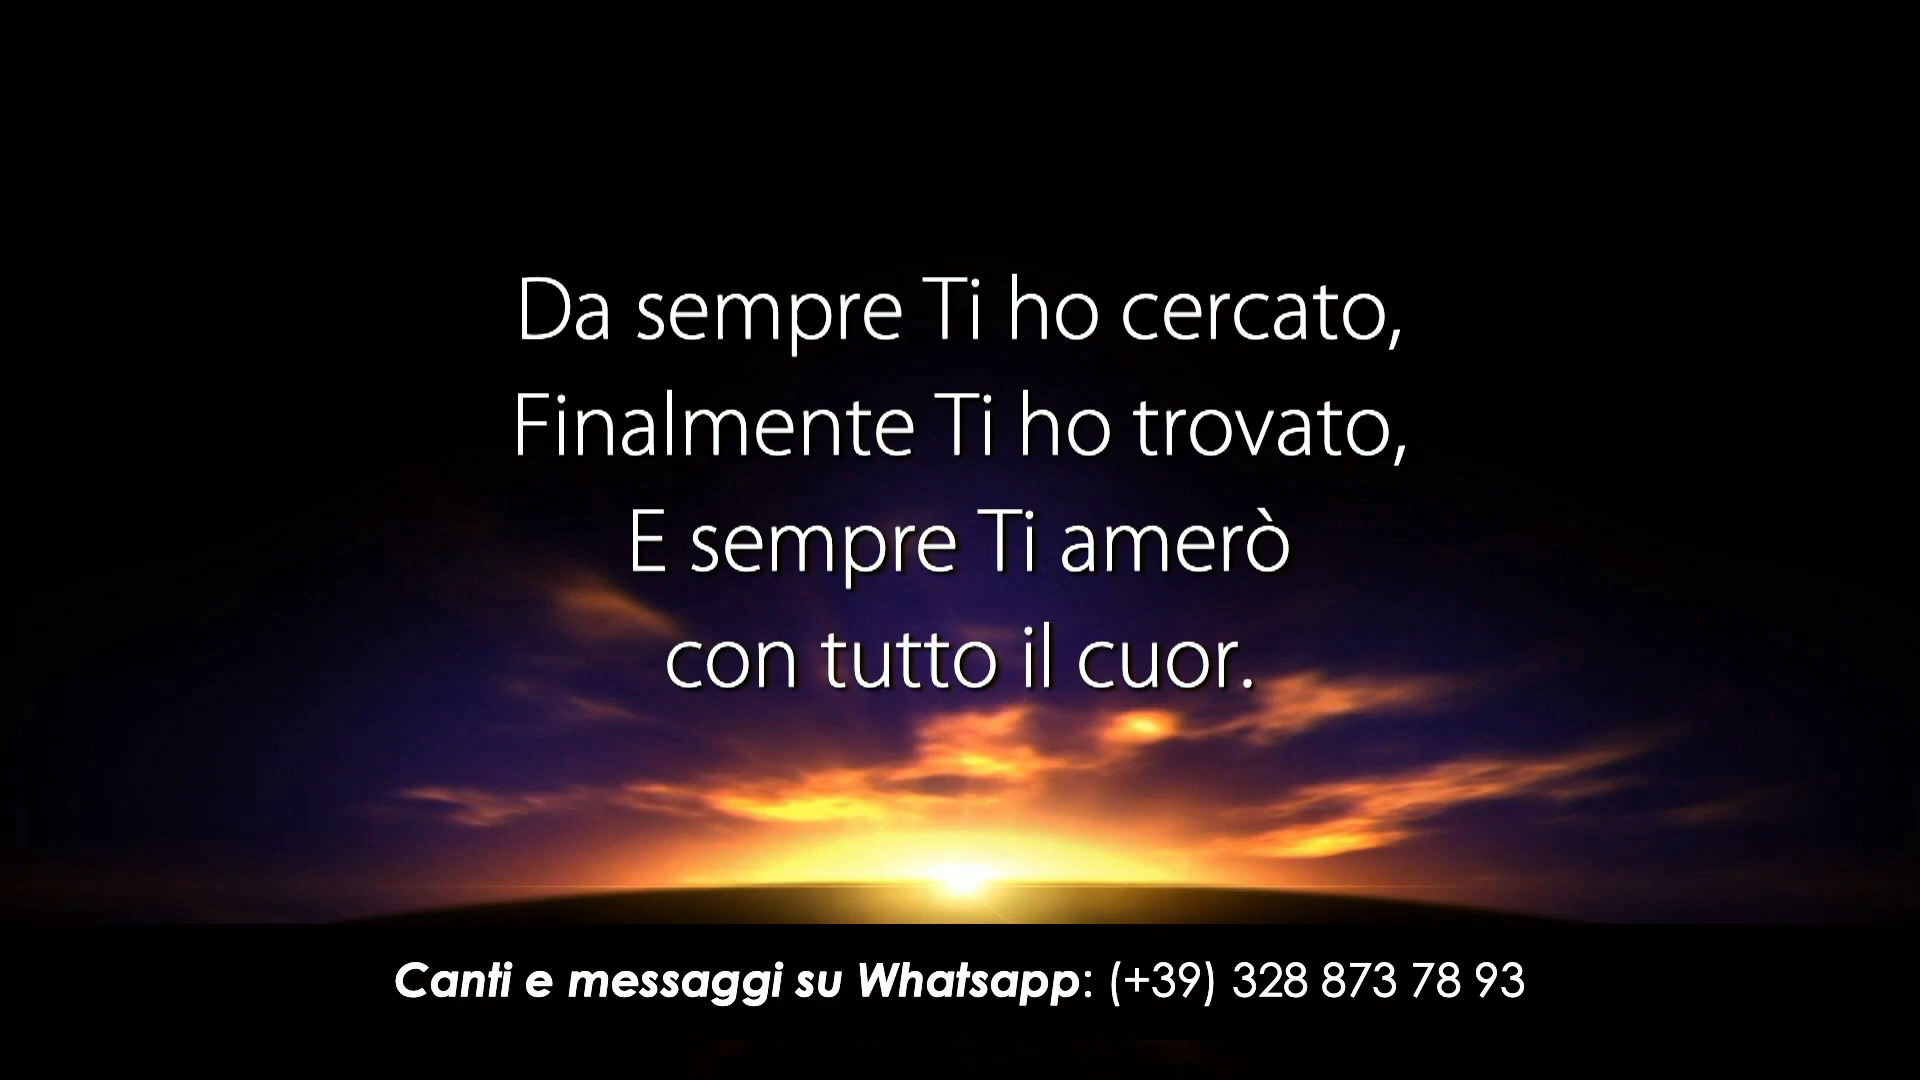 Da sempre Ti ho cercato,
Finalmente Ti ho trovato,
E sempre Ti amerò
con tutto il cuor.
Canti e messaggi su Whatsapp: (+39) 328 873 78 93